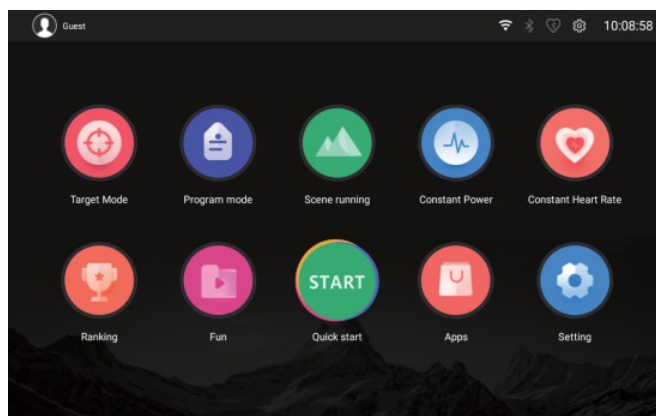 Guest
10:08:58
Target Mode
Program mode
Scene running
Constant Power
Constant Heart Rate
START
Ranking
Fun
Quick start
Apps
Setting